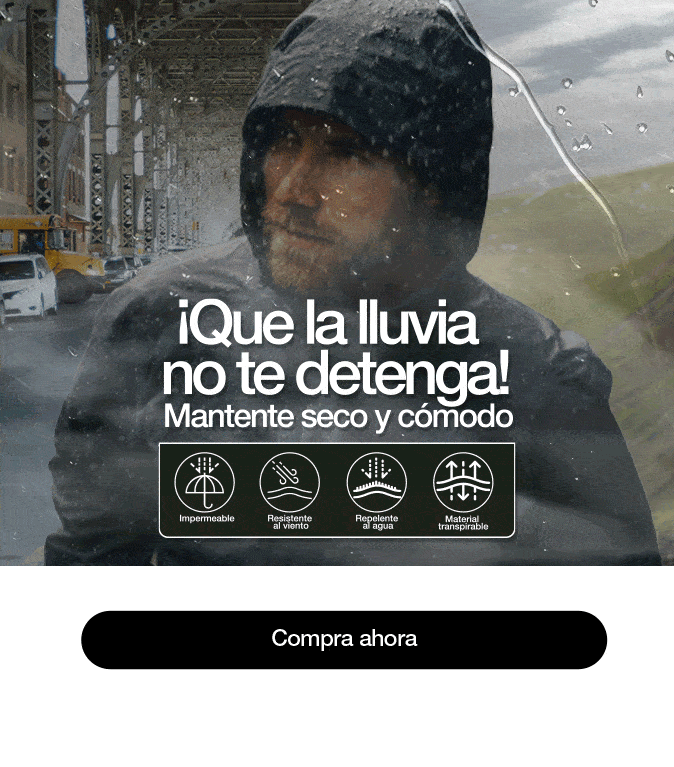 ¡Que la lluvia
no te detenga!
Mantente seco y cómodo
Impermeable
Resistente
al viento
Repelente
al agua
Material
transpirable
Compra ahora